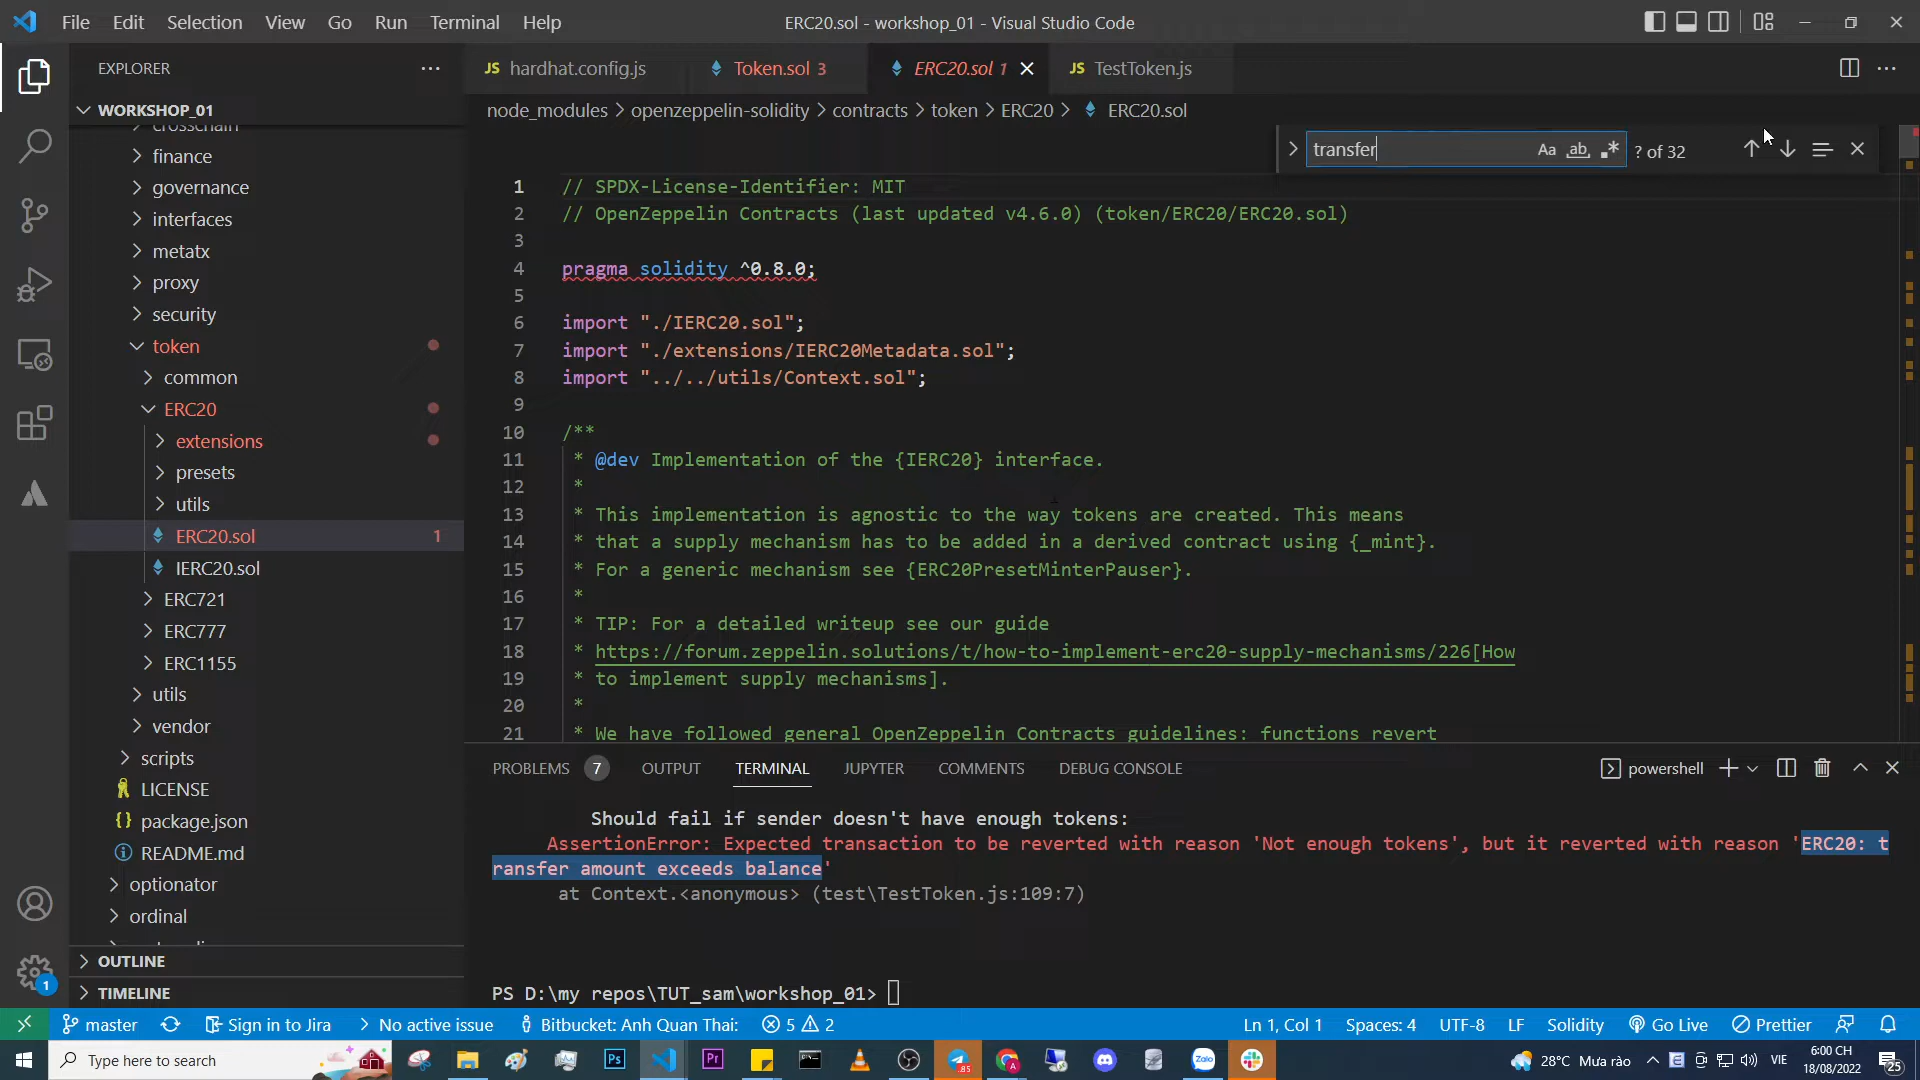 File Edit Selection View Go Run Terminal Help
ERC20.sol - workshop_01 - Visual Studio Code
EXPLORER
JS hardhat.config.js
Token.sol 3
ERC20.sol 1
JS TestToken.js
WORKSHOP_01
node_modules > openzeppelin-solidity > contracts > token > ERC20 > ERC20.sol
crosschain
finance
governance
interfaces
metatx
proxy
security
token
common
ERC20
extensions
presets
utils
ERC20.sol 1
IERC20.sol
ERC721
ERC777
ERC1155
utils
vendor
scripts
LICENSE
package.json
README.md
optionator
ordinal
OUTLINE
TIMELINE
transfer Aa ab .* ? of 32
1 // SPDX-License-Identifier: MIT
2 // OpenZeppelin Contracts (last updated v4.6.0) (token/ERC20/ERC20.sol)
3
4 pragma solidity ^0.8.0;
5
6 import "./IERC20.sol";
7 import "./extensions/IERC20Metadata.sol";
8 import "../../utils/Context.sol";
9
10 /**
11 * @dev Implementation of the {IERC20} interface.
12 *
13 * This implementation is agnostic to the way tokens are created. This means
14 * that a supply mechanism has to be added in a derived contract using {_mint}.
15 * For a generic mechanism see {ERC20PresetMinterPauser}.
16 *
17 * TIP: For a detailed writeup see our guide
18 * https://forum.zeppelin.solutions/t/how-to-implement-erc20-supply-mechanisms/226[How
19 * to implement supply mechanisms].
20 *
21 * We have followed general OpenZeppelin Contracts guidelines: functions revert
PROBLEMS 7 OUTPUT TERMINAL JUPYTER COMMENTS DEBUG CONSOLE
powershell
Should fail if sender doesn't have enough tokens:
AssertionError: Expected transaction to be reverted with reason 'Not enough tokens', but it reverted with reason 'ERC20: t
ransfer amount exceeds balance'
at Context.<anonymous> (test\TestToken.js:109:7)
PS D:\my repos\TUT_sam\workshop_01>
1
master Sign in to Jira No active issue Bitbucket: Anh Quan Thai: 5 2
Ln 1, Col 1 Spaces: 4 UTF-8 LF Solidity Go Live Prettier
Type here to search
Ps
Pr
85
A
Zalo
28°C Mưa rào
VIE
6:00 CH
18/08/2022
25